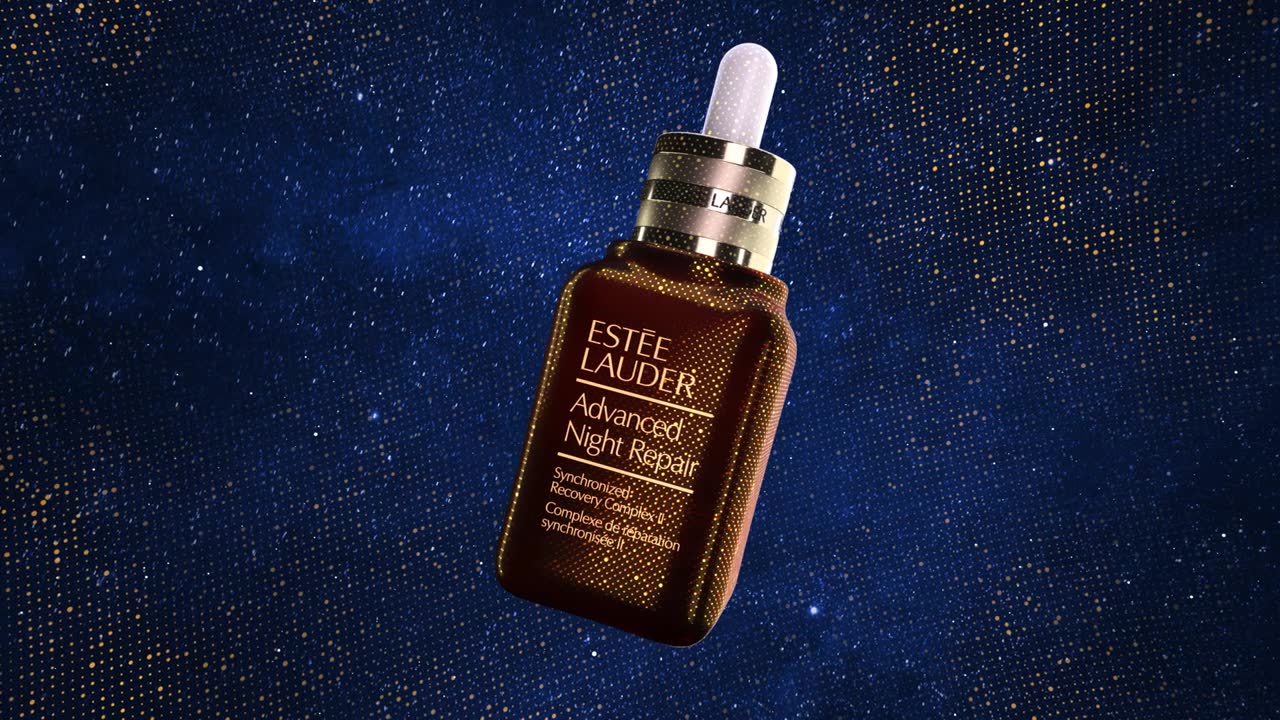 LAUDER
ESTĒE
LAUDER
Advanced
Night Repair
Synchronized
Recovery Complex II
Complexe de réparation
synchronisée II